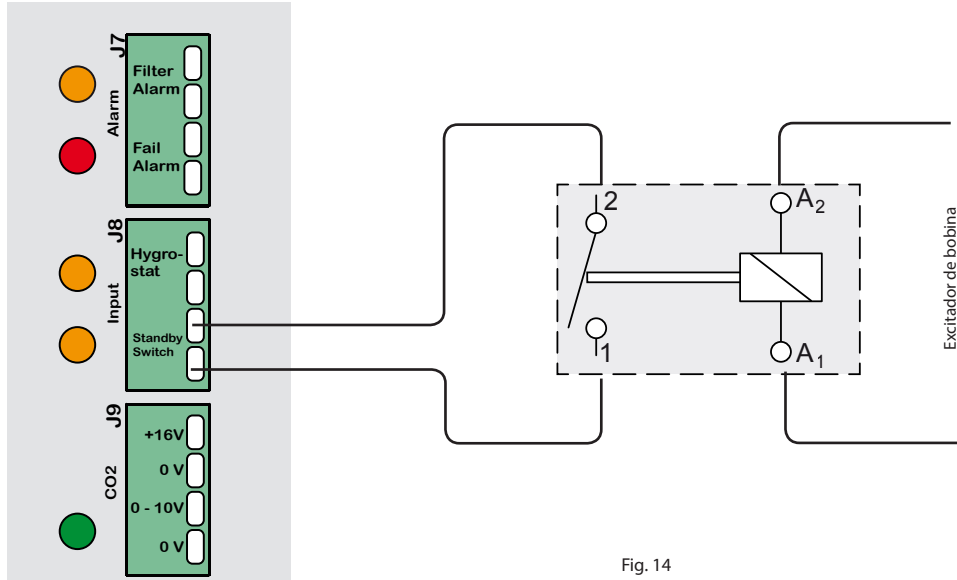 J7
Alarm
Filter
Alarm
Fail
Alarm
J8
Input
Hygro-
stat
Standby
Switch
J9
CO2
+16V
0 V
0 - 10V
0 V
2
1
A2
A1
Excitador de bobina
Fig. 14